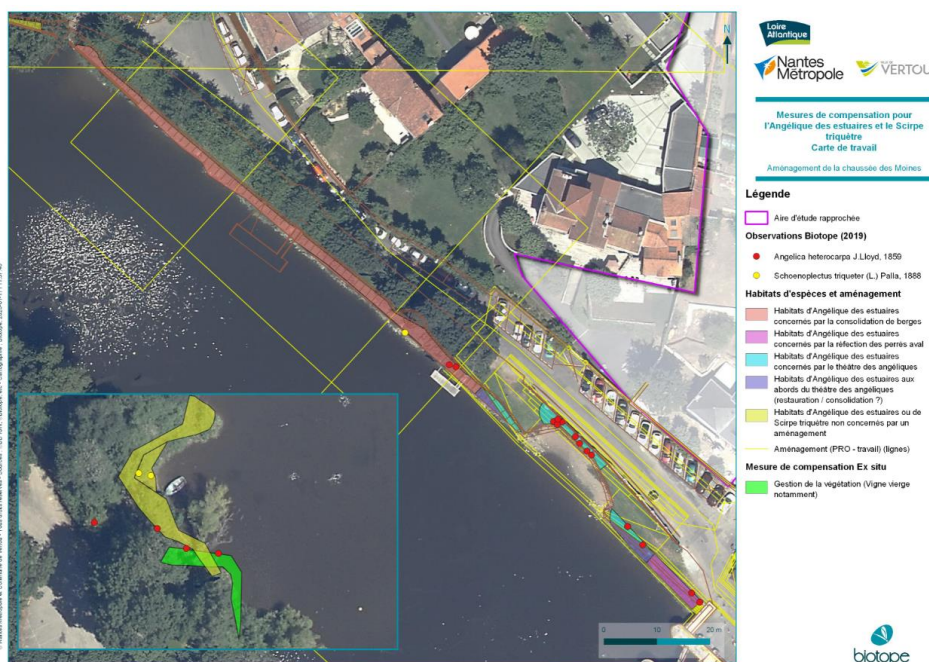 Loire
Atlantique
Nantes
Métropole
VERTOU
Mesures de compensation pour
l'Angélique des estuaires et le Scirpe
triquètre
Carte de travail
Aménagement de la chaussée des Moines
Légende
Aire d'étude rapprochée
Observations Biotope (2019)
Angelica heterocarpa J.Lloyd, 1859
Schoenoplectus triqueter (L.) Palla, 1888
Habitats d'espèces et aménagement
Habitats d'Angélique des estuaires
concernés par la consolidation de berges
Habitats d'Angélique des estuaires
concernés par la réfection des perrés aval
Habitats d'Angélique des estuaires
concernés par le théâtre des angéliques
Habitats d'Angélique des estuaires aux
abords du théâtre des angéliques
(restauration / consolidation ?)
Habitats d'Angélique des estuaires ou de
Scirpe triquètre non concernés par un
aménagement
Aménagement (PRO - travail) (lignes)
Mesure de compensation Ex situ
Gestion de la végétation (Vigne vierge
notamment)
N
0 10 20 m
biotope